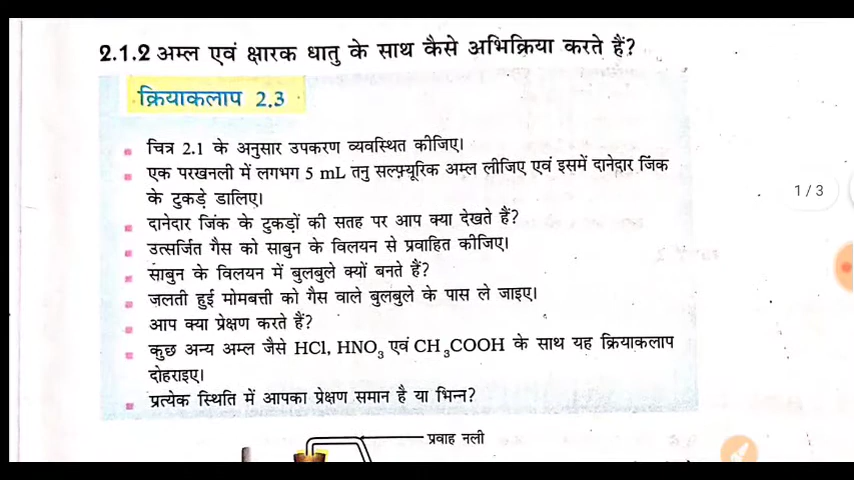 2.1.2 अम्ल एवं क्षारक धातु के साथ कैसे अभिक्रिया करते हैं?
क्रियाकलाप 2.3
चित्र 2.1 के अनुसार उपकरण व्यवस्थित कीजिए।
एक परखनली में लगभग 5 mL तनु सल्फ़्यूरिक अम्ल लीजिए एवं इसमें दानेदार जिंक
के टुकड़े डालिए।
दानेदार जिंक के टुकड़ों की सतह पर आप क्या देखते हैं?
उत्सर्जित गैस को साबुन के विलयन से प्रवाहित कीजिए।
साबुन के विलयन में बुलबुले क्यों बनते हैं?
जलती हुई मोमबत्ती को गैस वाले बुलबुले के पास ले जाइए।
आप क्या प्रेक्षण करते हैं?
कुछ अन्य अम्ल जैसे HCl, HNO₃ एवं CH₃COOH के साथ यह क्रियाकलाप
दोहराइए।
प्रत्येक स्थिति में आपका प्रेक्षण समान है या भिन्न?
प्रवाह नली
1 / 3